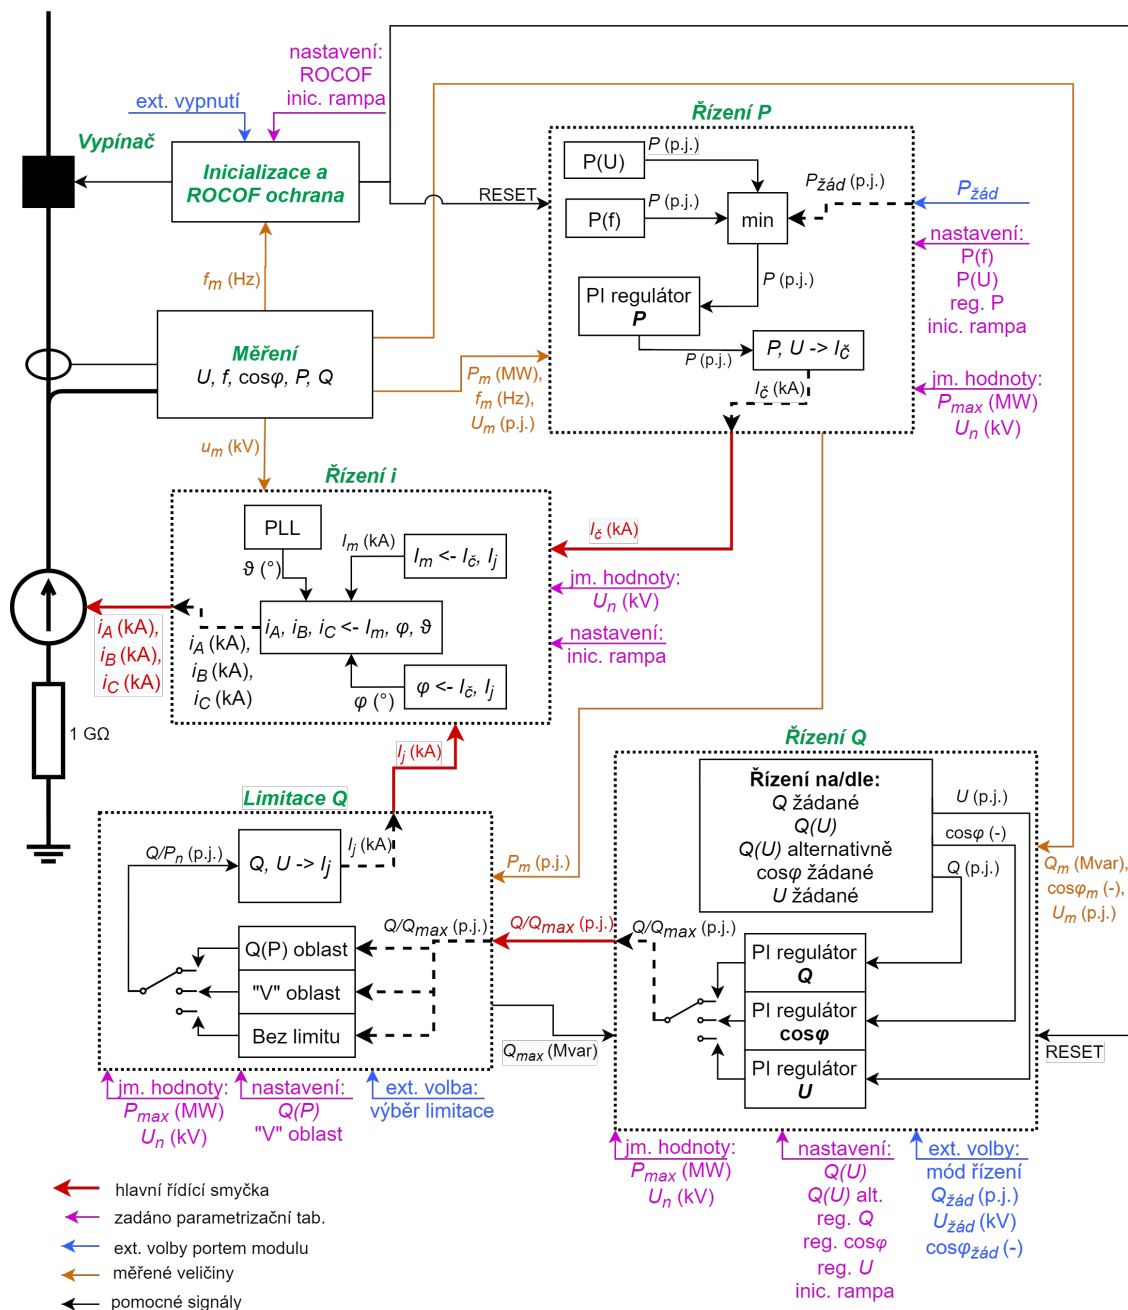 nastavení:
ROCOF
inic. rampa
ext. vypnutí
Vypínač
Inicializace a
ROCOF ochrana
Řízení P
P(U)
P (p.j.)
P(f)
P (p.j.)
min
Pžád (p.j.)
RESET
Pžád
nastavení:
P(f)
P(U)
reg. P
inic. rampa
P (p.j.)
PI regulátor
P
P (p.j.)
P, U -> Ič
Ič (kA)
jm. hodnoty:
Pmax (MW)
Un (kV)
fm (Hz)
Měření
U, f, cosφ, P, Q
Pm (MW),
fm (Hz),
Um (p.j.)
um (kV)
Řízení i
PLL
ϑ (°)
Im (kA)
Im <- Ič, Ij
iA, iB, iC <- Im, φ, ϑ
φ (°)
φ <- Ič, Ij
iA (kA),
iB (kA),
iC (kA)
iA (kA),
iB (kA),
iC (kA)
Ič (kA)
jm. hodnoty:
Un (kV)
nastavení:
inic. rampa
1 GΩ
Ij (kA)
Limitace Q
Q/Pn (p.j.)
Q, U -> Ij
Ij (kA)
Q(P) oblast
"V" oblast
Bez limitu
Q/Qmax (p.j.)
Pm (p.j.)
Q/Qmax (p.j.)
Qmax (Mvar)
jm. hodnoty:
Pmax (MW)
Un (kV)
nastavení:
Q(P)
"V" oblast
ext. volba:
výběr limitace
Řízení Q
Řízení na/dle:
Q žádané
Q(U)
Q(U) alternativně
cosφ žádané
U žádané
U (p.j.)
cosφ (-)
Q (p.j.)
Q/Qmax (p.j.)
PI regulátor
Q
PI regulátor
cosφ
PI regulátor
U
Qm (Mvar),
cosφm (-),
Um (p.j.)
RESET
jm. hodnoty:
Pmax (MW)
Un (kV)
nastavení:
Q(U)
Q(U) alt.
reg. Q
reg. cosφ
reg. U
inic. rampa
ext. volby:
mód řízení
Qžád (p.j.)
Užád (kV)
cosφžád (-)
hlavní řídící smyčka
zadáno parametrizační tab.
ext. volby portem modulu
měřené veličiny
pomocné signály